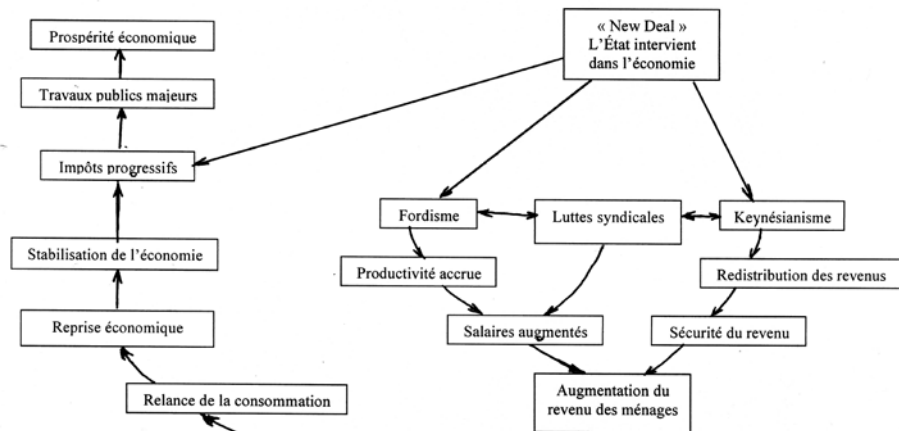 Prospérité économique
Travaux publics majeurs
Impôts progressifs
Stabilisation de l'économie
Reprise économique
Relance de la consommation
« New Deal »
L'État intervient
dans l'économie
Fordisme
Luttes syndicales
Keynésianisme
Productivité accrue
Redistribution des revenus
Salaires augmentés
Sécurité du revenu
Augmentation du
revenu des ménages